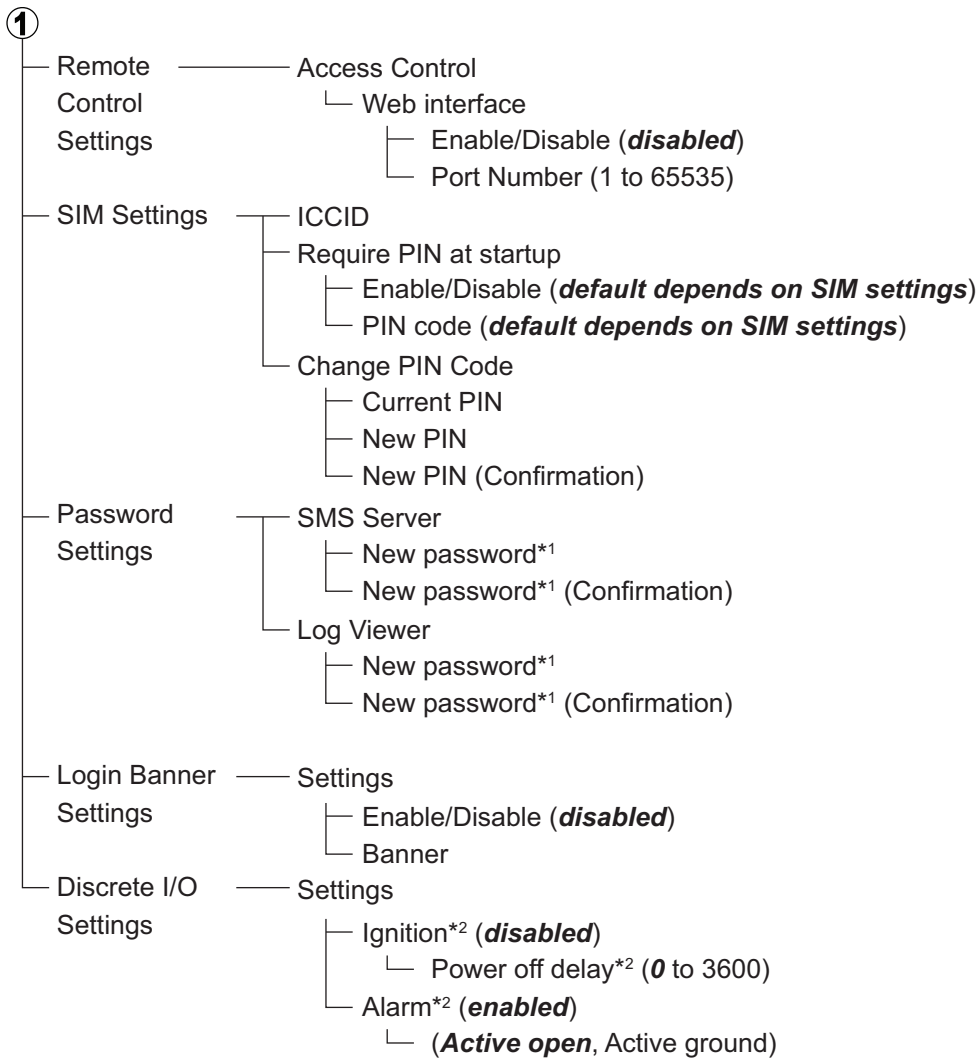 1
Remote Control Settings
Access Control
Web interface
Enable/Disable (disabled)
Port Number (1 to 65535)
SIM Settings
ICCID
Require PIN at startup
Enable/Disable (default depends on SIM settings)
PIN code (default depends on SIM settings)
Change PIN Code
Current PIN
New PIN
New PIN (Confirmation)
Password Settings
SMS Server
New password*1
New password*1 (Confirmation)
Log Viewer
New password*1
New password*1 (Confirmation)
Login Banner Settings
Settings
Enable/Disable (disabled)
Banner
Discrete I/O Settings
Settings
Ignition*2 (disabled)
Power off delay*2 (0 to 3600)
Alarm*2 (enabled)
(Active open, Active ground)